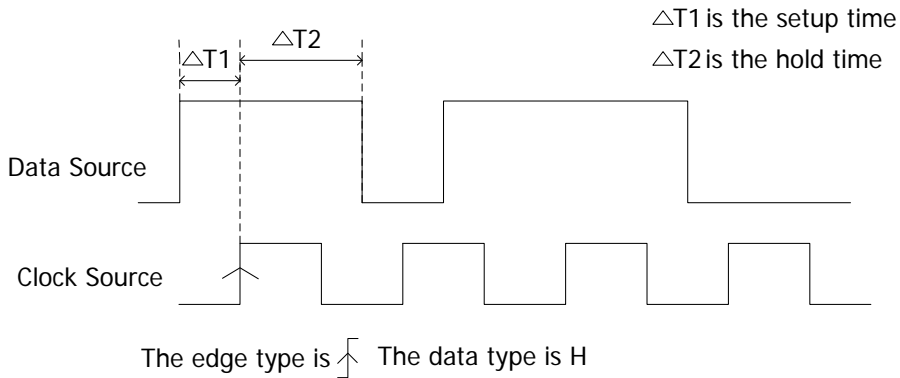 △T1 is the setup time
△T2
△T1
△T2 is the hold time
Data Source
Clock Source
The edge type is The data type is H